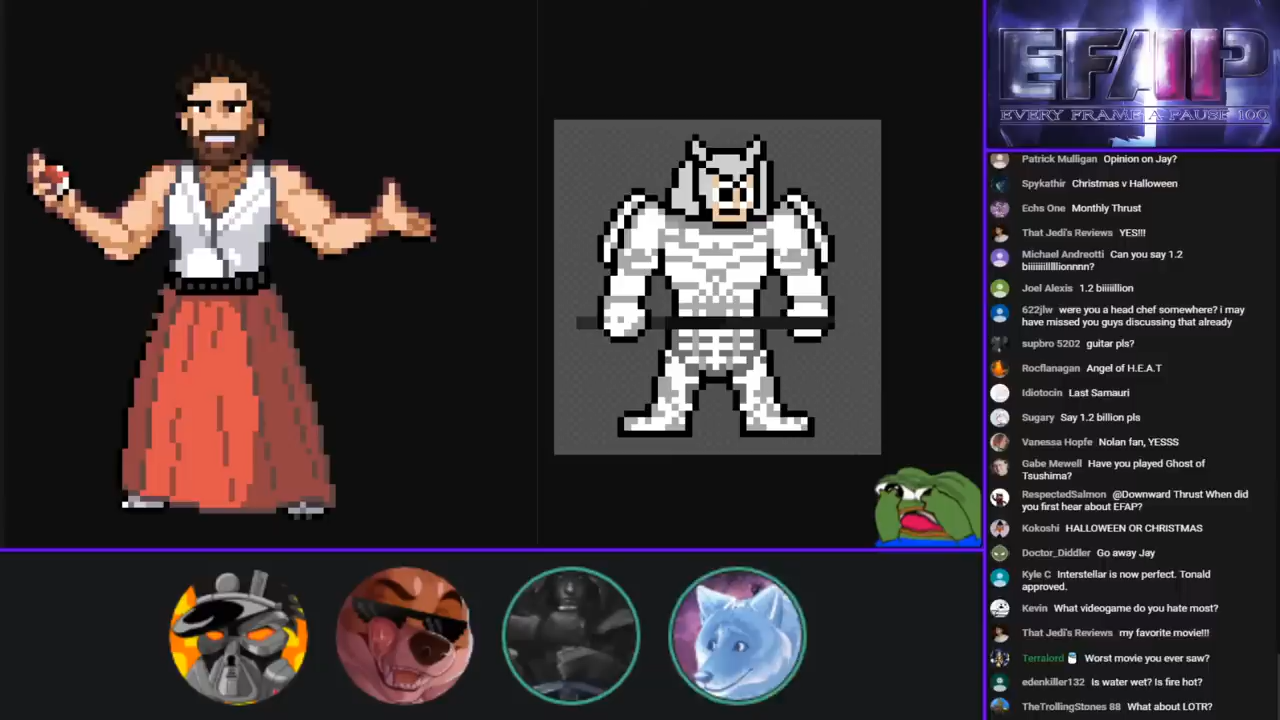 EFAP
EVERY FRAME A PAUSE 100
Patrick Mulligan Opinion on Jay?
Spykathir Christmas v Halloween
Echs One Monthly Thrust
That Jedi's Reviews YES!!!
Michael Andreotti Can you say 1.2
biiiiiiillllllionnnn?
Joel Alexis 1.2 biiiiillion
622jlw were you a head chef somewhere? i may
have missed you guys discussing that already
supbro 5202 guitar pls?
Rocflanagan Angel of H.E.A.T
Idiotocin Last Samauri
Sugary Say 1.2 billion pls
Vanessa Hopfe Nolan fan, YESSS
Gabe Mewell Have you played Ghost of
Tsushima?
RespectedSalmon @Downward Thrust When did
you first hear about EFAP?
Kokoshi HALLOWEEN OR CHRISTMAS
Doctor_Diddler Go away Jay
Kyle C Interstellar is now perfect. Tonald
approved.
Kevin What videogame do you hate most?
That Jedi's Reviews my favorite movie!!!
Terralord Worst movie you ever saw?
edenkiller132 Is water wet? Is fire hot?
TheTrollingStones 88 What about LOTR?